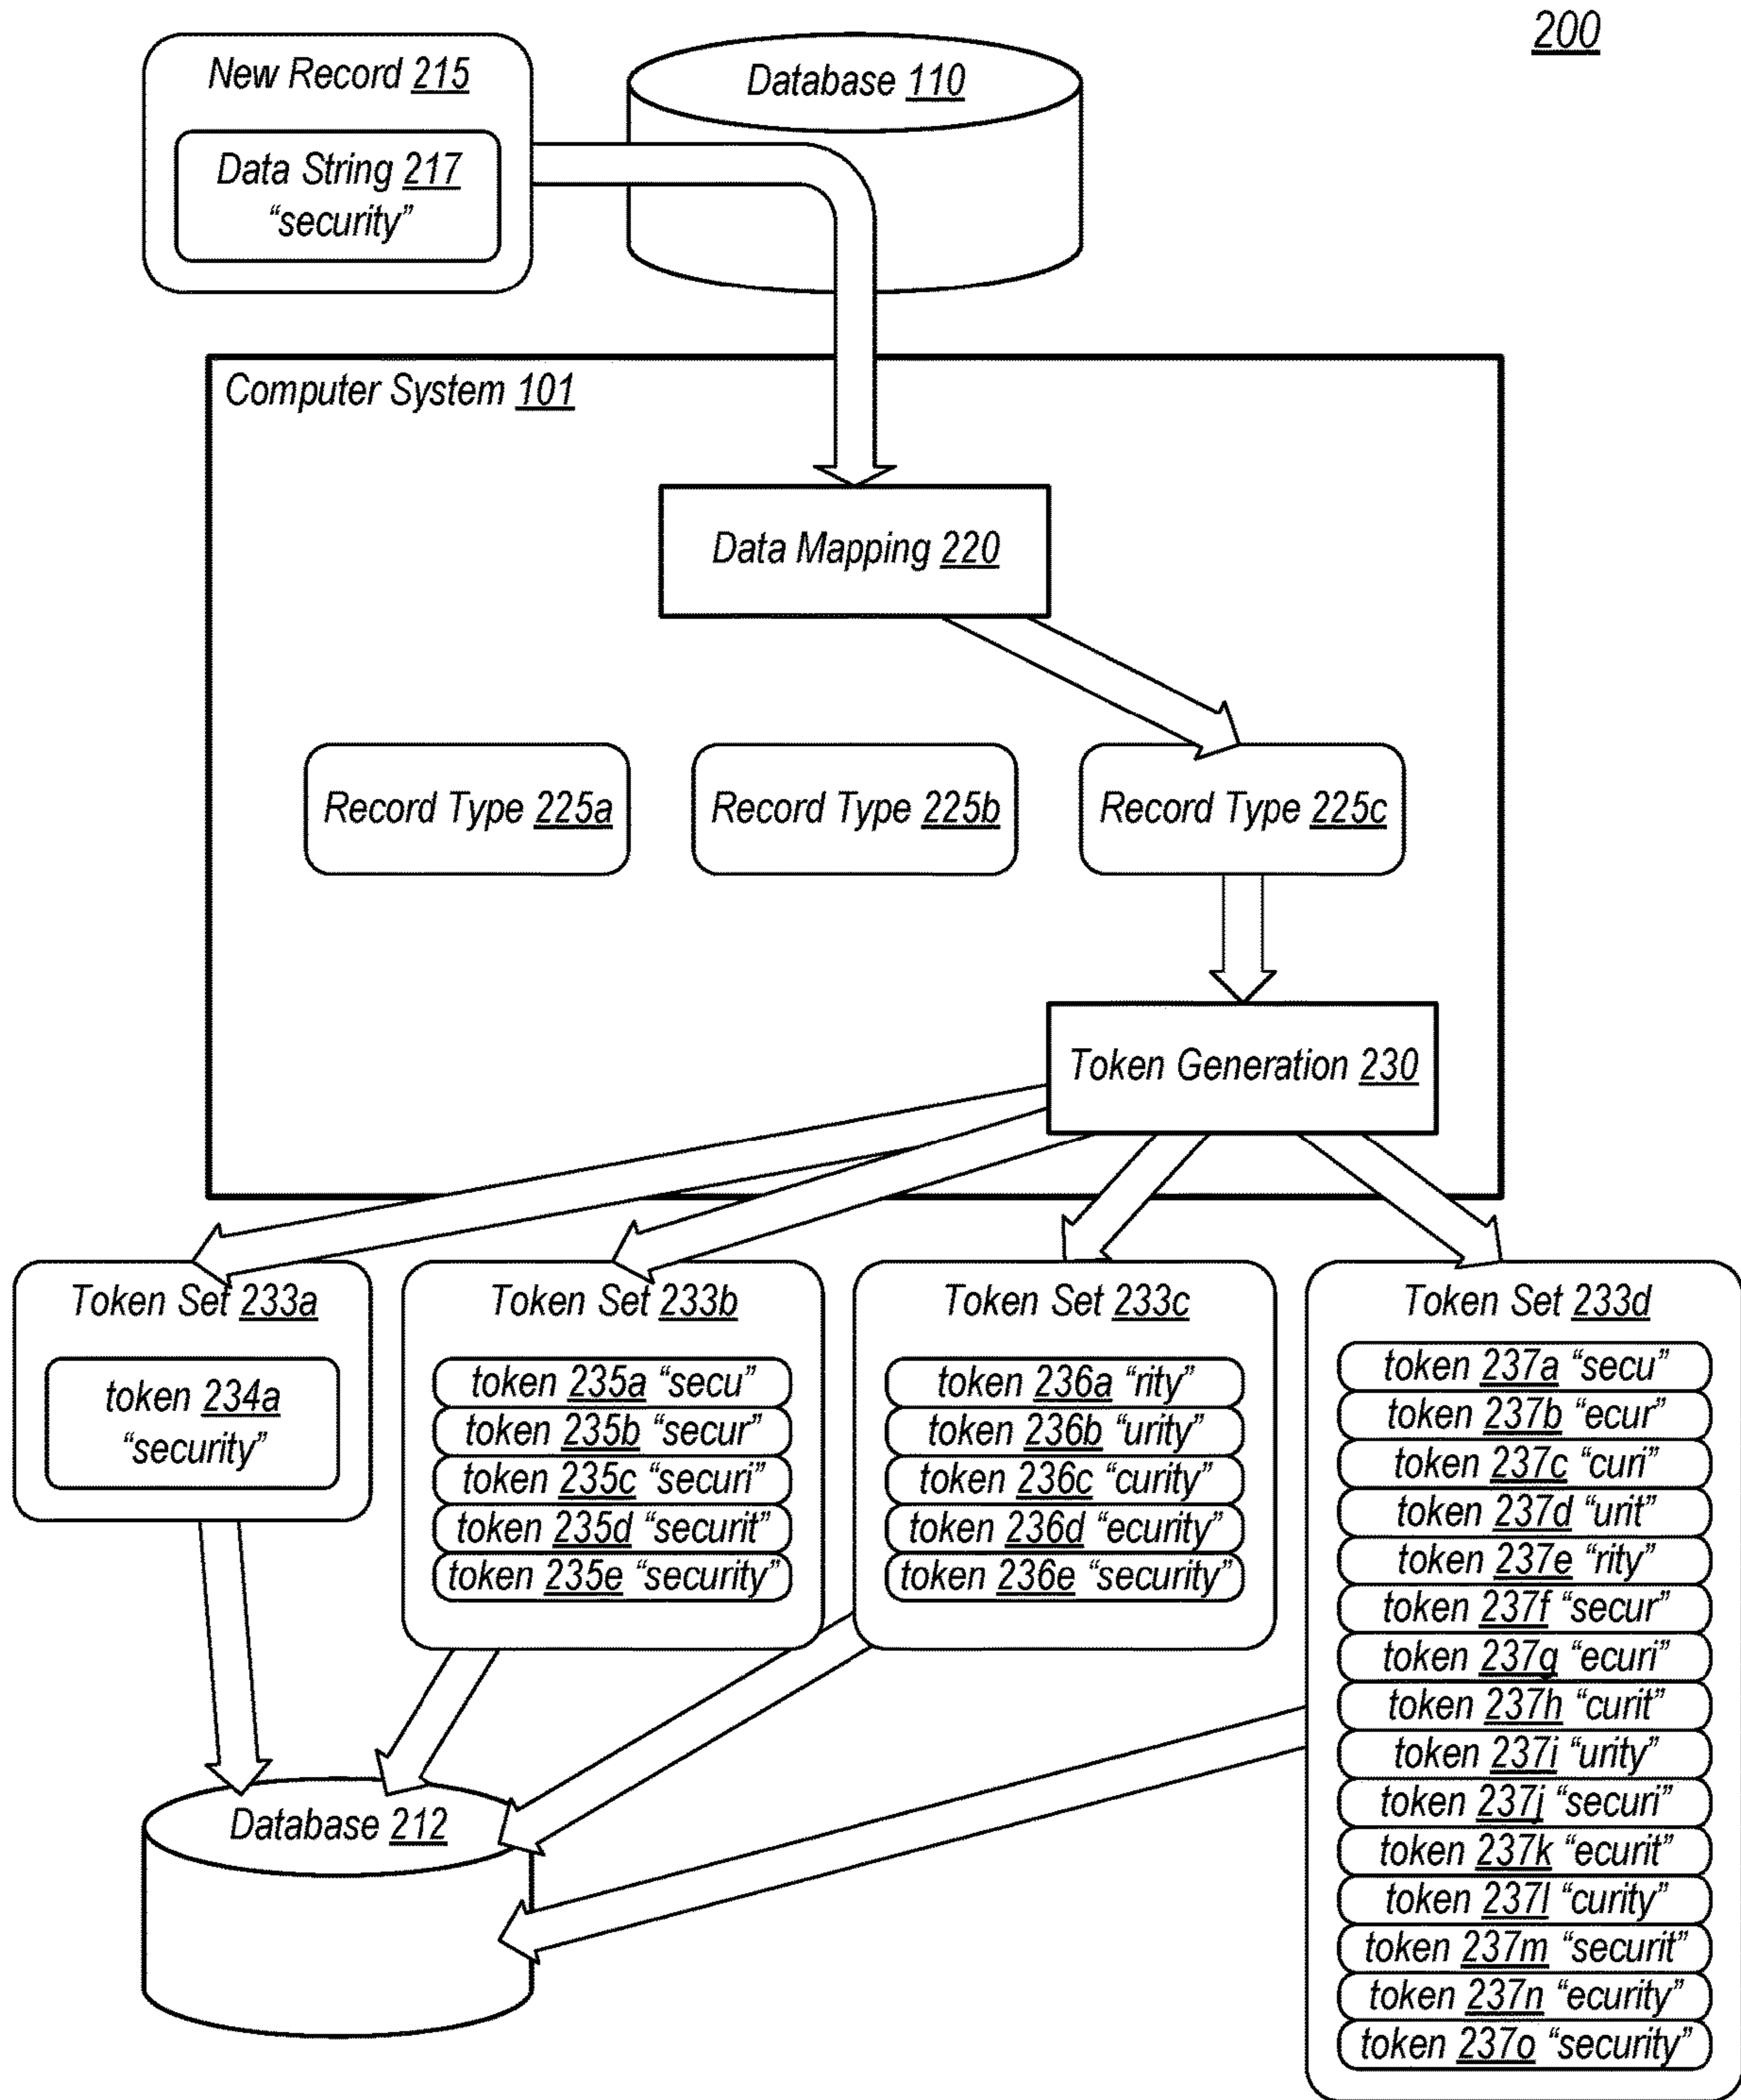 200
New Record 215
Data String 217
“security”
Database 110
Computer System 101
Data Mapping 220
Record Type 225a
Record Type 225b
Record Type 225c
Token Generation 230
Token Set 233a
token 234a
“security”
Token Set 233b
token 235a “secu”
token 235b “secur”
token 235c “securi”
token 235d “securit”
token 235e “security”
Token Set 233c
token 236a “rity”
token 236b “urity”
token 236c “curity”
token 236d “ecurity”
token 236e “security”
Token Set 233d
token 237a “secu”
token 237b “ecur”
token 237c “curi”
token 237d “urit”
token 237e “rity”
token 237f “secur”
token 237g “ecuri”
token 237h “curit”
token 237i “urity”
token 237j “securi”
token 237k “ecurit”
token 237l “curity”
token 237m “securit”
token 237n “ecurity”
token 237o “security”
Database 212